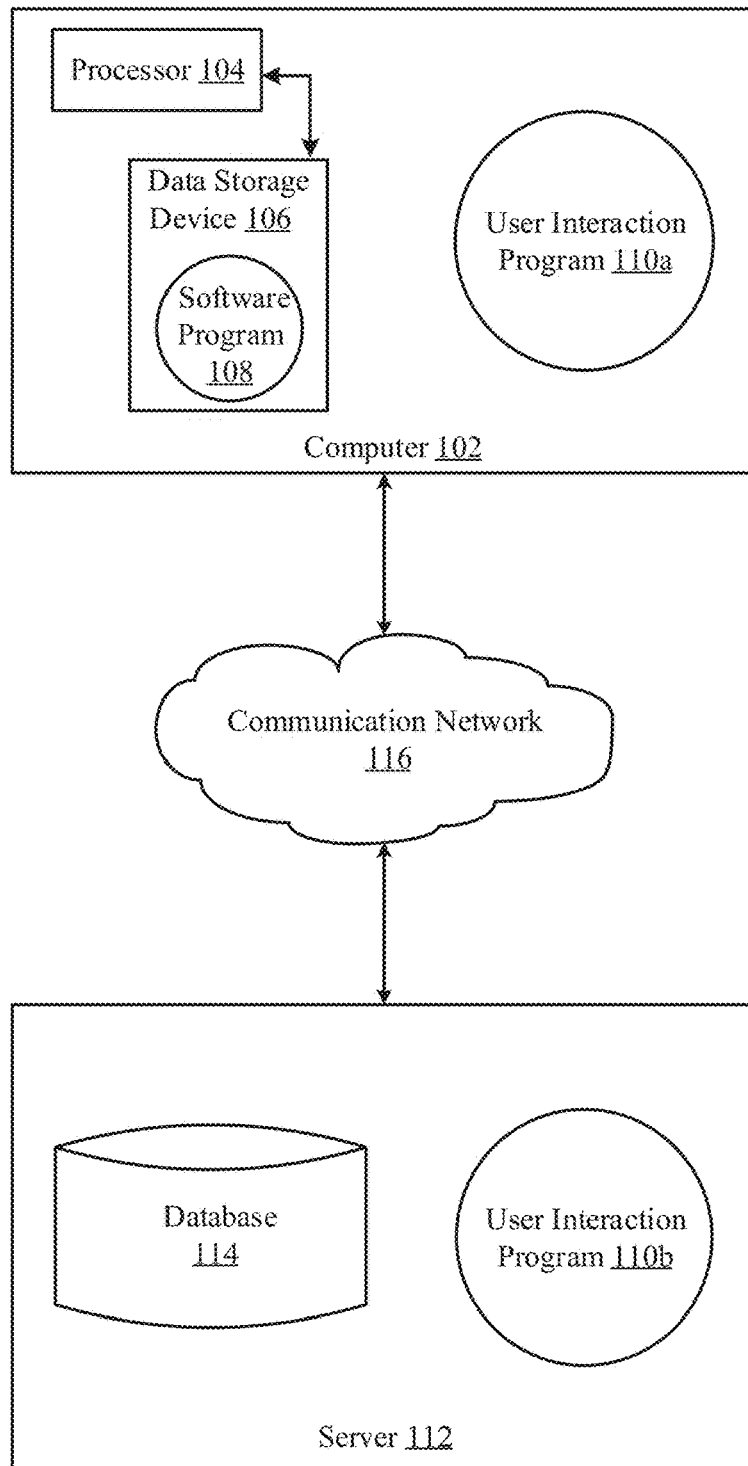 Processor 104
Data Storage
Device 106
Software
Program
108
User Interaction
Program 110a
Computer 102
Communication Network
116
Database
114
User Interaction
Program 110b
Server 112